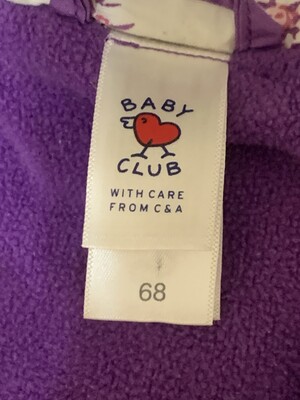 BABY
CLUB
WITH CARE
FROM C&A
68